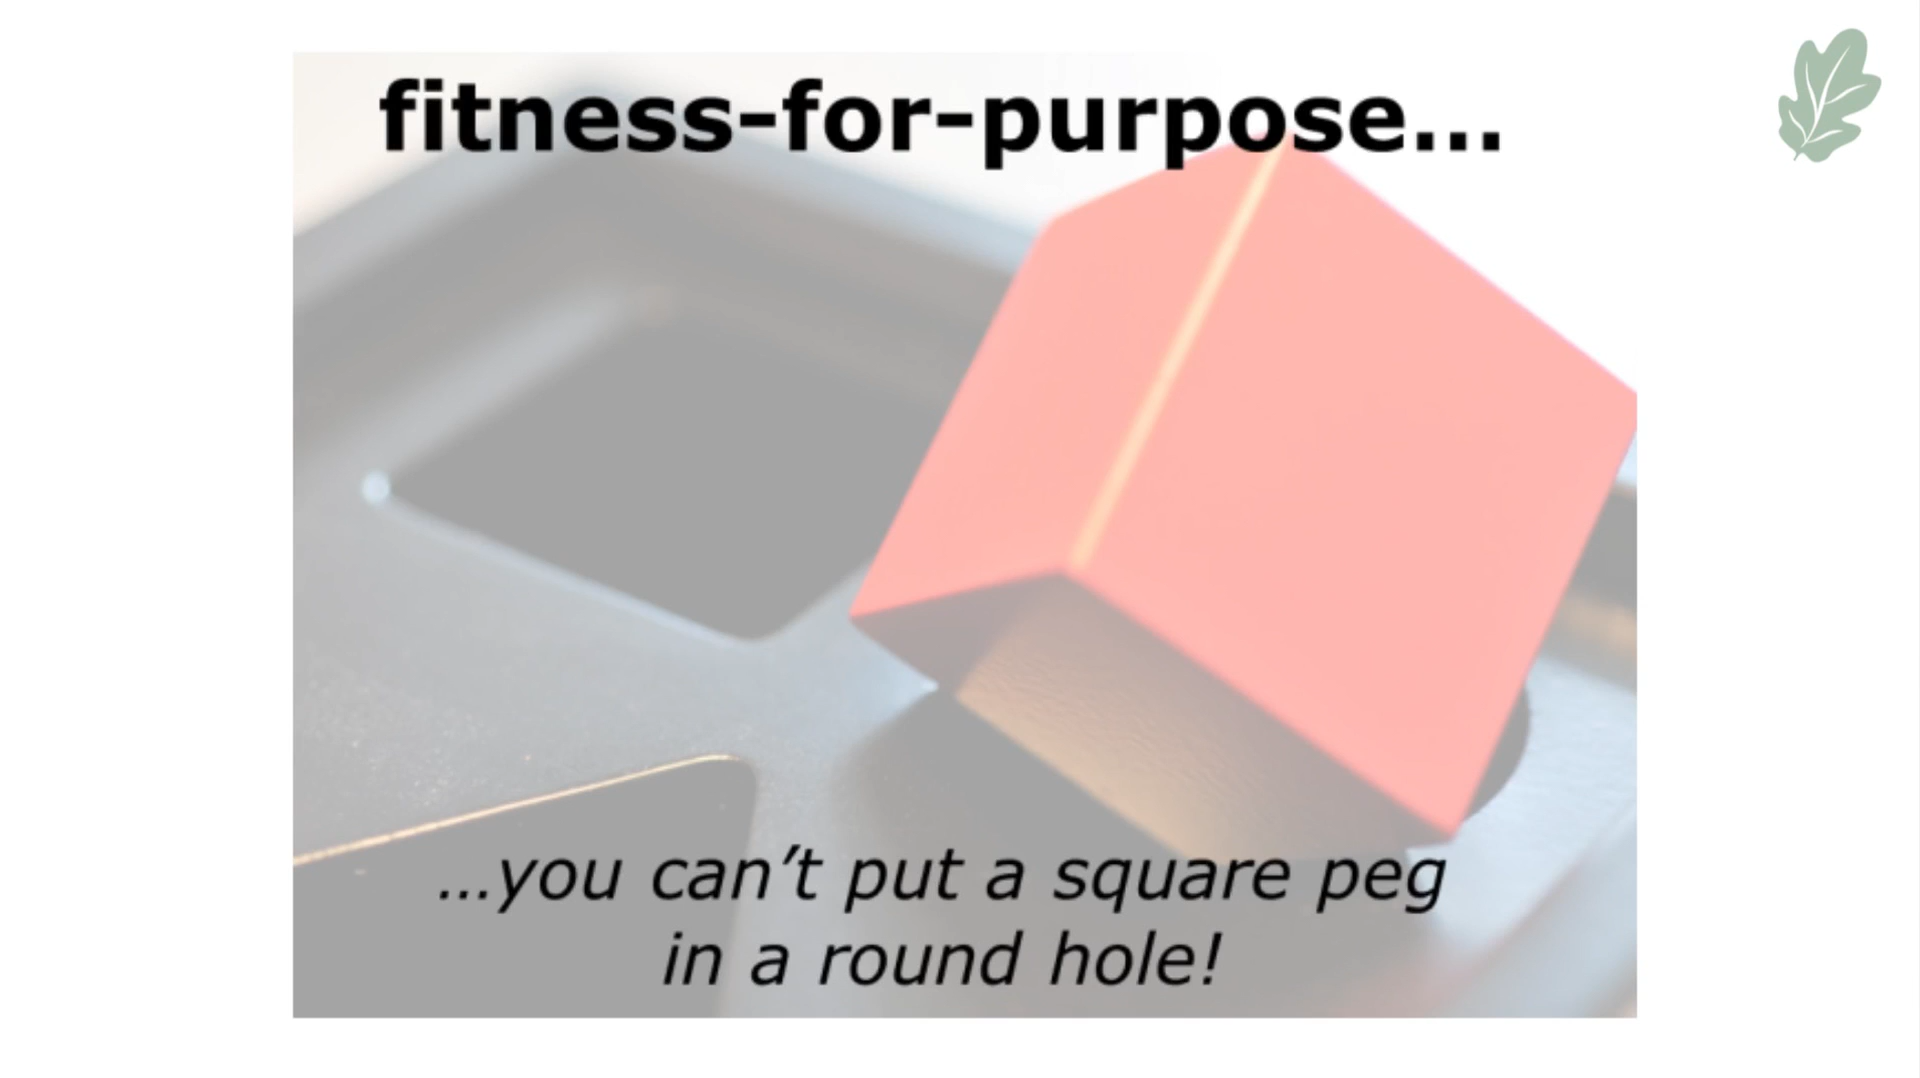 fitness-for-purpose...
...you can’t put a square peg
in a round hole!